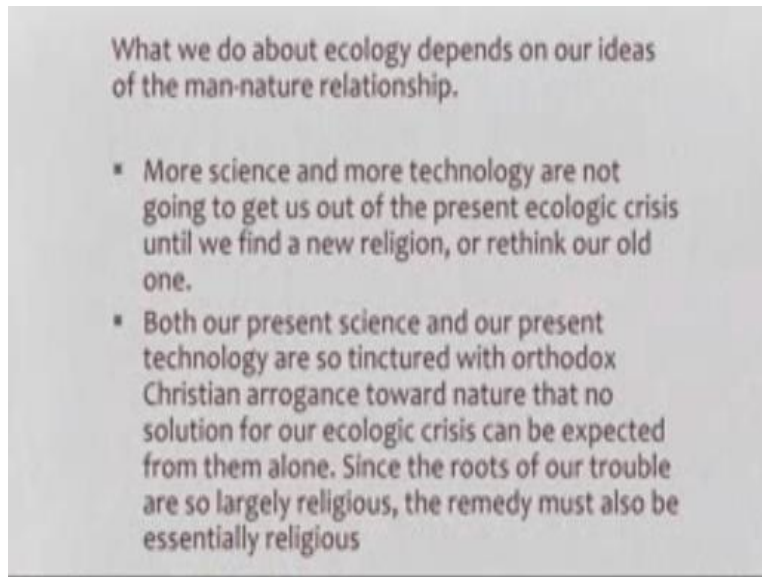 What we do about ecology depends on our ideas
of the man-nature relationship.
▪ More science and more technology are not
going to get us out of the present ecologic crisis
until we find a new religion, or rethink our old
one.
▪ Both our present science and our present
technology are so tinctured with orthodox
Christian arrogance toward nature that no
solution for our ecologic crisis can be expected
from them alone. Since the roots of our trouble
are so largely religious, the remedy must also be
essentially religious